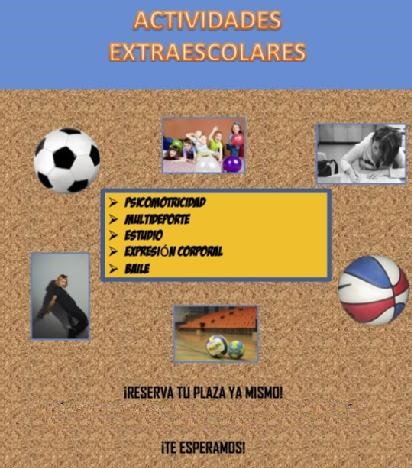 ACTIVIDADES
EXTRAESCOLARES
PSICOMOTRICIDAD
MULTIDEPORTE
ESTUDIO
EXPRESIÓN CORPORAL
BAILE
¡RESERVA TU PLAZA YA MISMO!
¡TE ESPERAMOS!